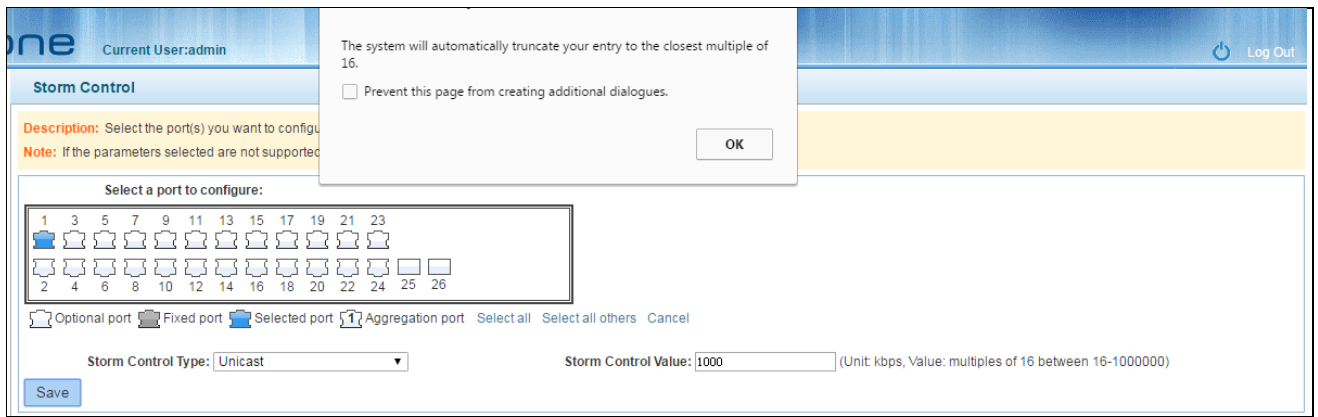 one
Current User:admin
The system will automatically truncate your entry to the closest multiple of
16.
Prevent this page from creating additional dialogues.
OK
Log Out
Storm Control
Description: Select the port(s) you want to configu
Note: If the parameters selected are not supported
Select a port to configure:
1 3 5 7 9 11 13 15 17 19 21 23
2 4 6 8 10 12 14 16 18 20 22 24 25 26
Optional port Fixed port Selected port 1 Aggregation port Select all Select all others Cancel
Storm Control Type: Unicast Storm Control Value: 1000 (Unit: kbps, Value: multiples of 16 between 16-1000000)
Save